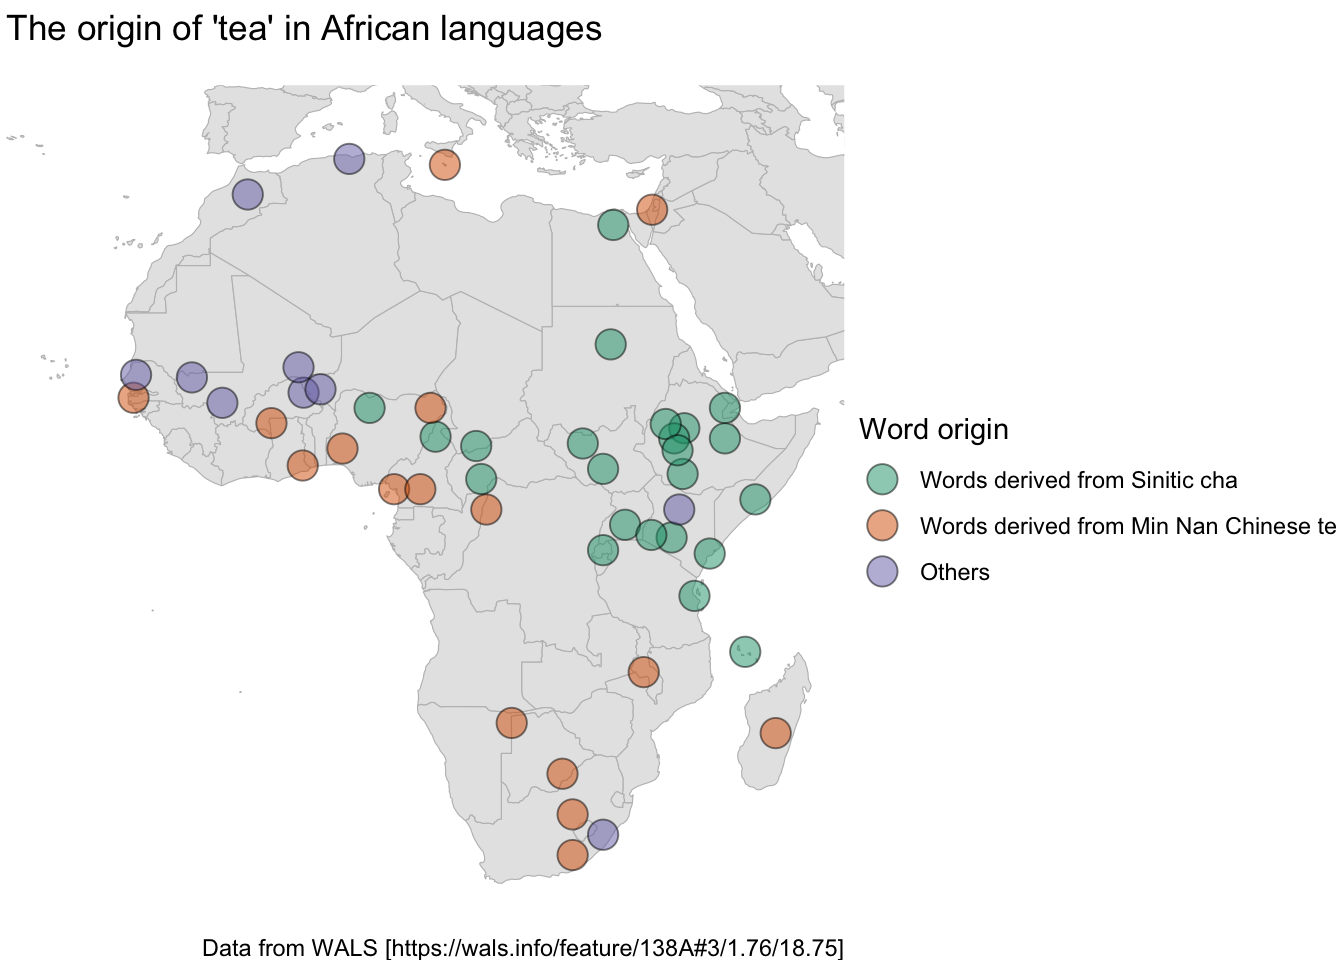 The origin of 'tea' in African languages
Word origin
Words derived from Sinitic cha
Words derived from Min Nan Chinese te
Others
Data from WALS [https://wals.info/feature/138A#3/1.76/18.75]